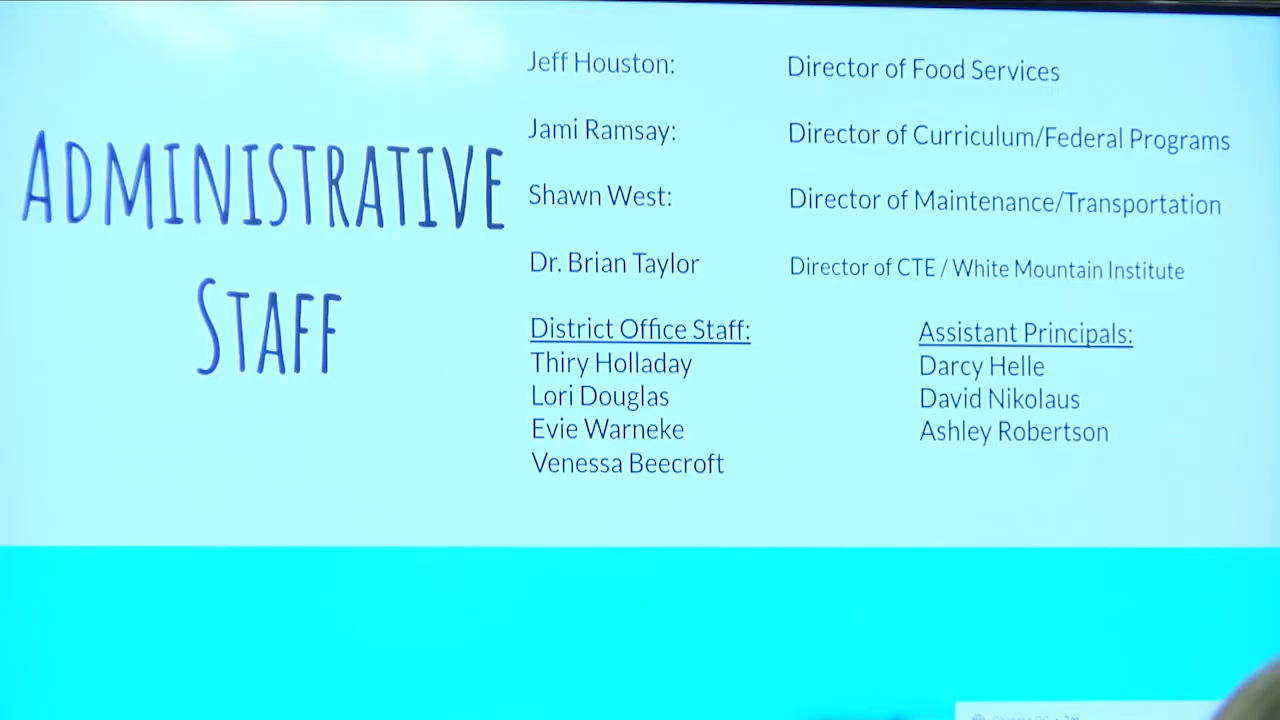 ADMINISTRATIVE
STAFF
Jeff Houston: Director of Food Services
Jami Ramsay: Director of Curriculum/Federal Programs
Shawn West: Director of Maintenance/Transportation
Dr. Brian Taylor Director of CTE / White Mountain Institute
District Office Staff:
Thiry Holladay
Lori Douglas
Evie Warneke
Venessa Beecroft
Assistant Principals:
Darcy Helle
David Nikolaus
Ashley Robertson